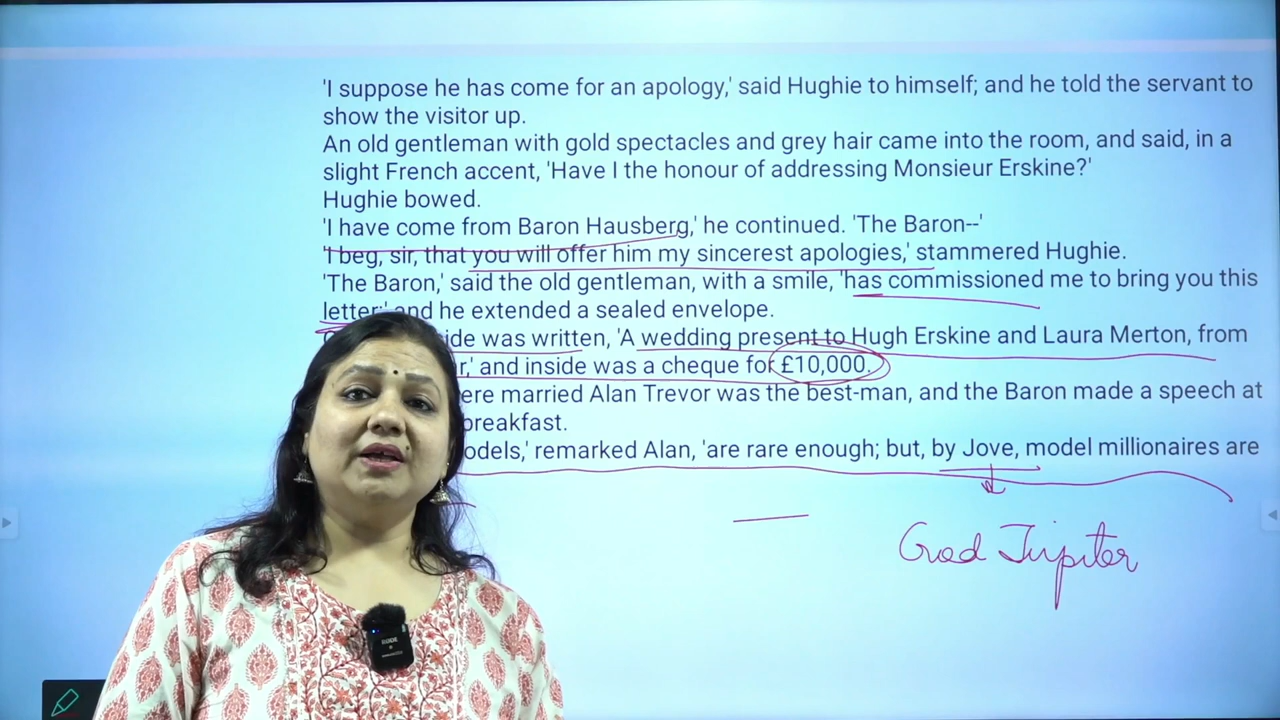 'I suppose he has come for an apology,' said Hughie to himself; and he told the servant to
show the visitor up.
An old gentleman with gold spectacles and grey hair came into the room, and said, in a
slight French accent, 'Have I the honour of addressing Monsieur Erskine?'
Hughie bowed.
'I have come from Baron Hausberg,' he continued. 'The Baron--'
'I beg, sir, that you will offer him my sincerest apologies,' stammered Hughie.
'The Baron,' said the old gentleman, with a smile, 'has commissioned me to bring you this
letter;' and he extended a sealed envelope.
was written, 'A wedding present to Hugh Erskine and Laura Merton, from
and inside was a cheque for £10,000.
married Alan Trevor was the best-man, and the Baron made a speech at
breakfast.
remarked Alan, 'are rare enough; but, by Jove, model millionaires are
God Jupiter